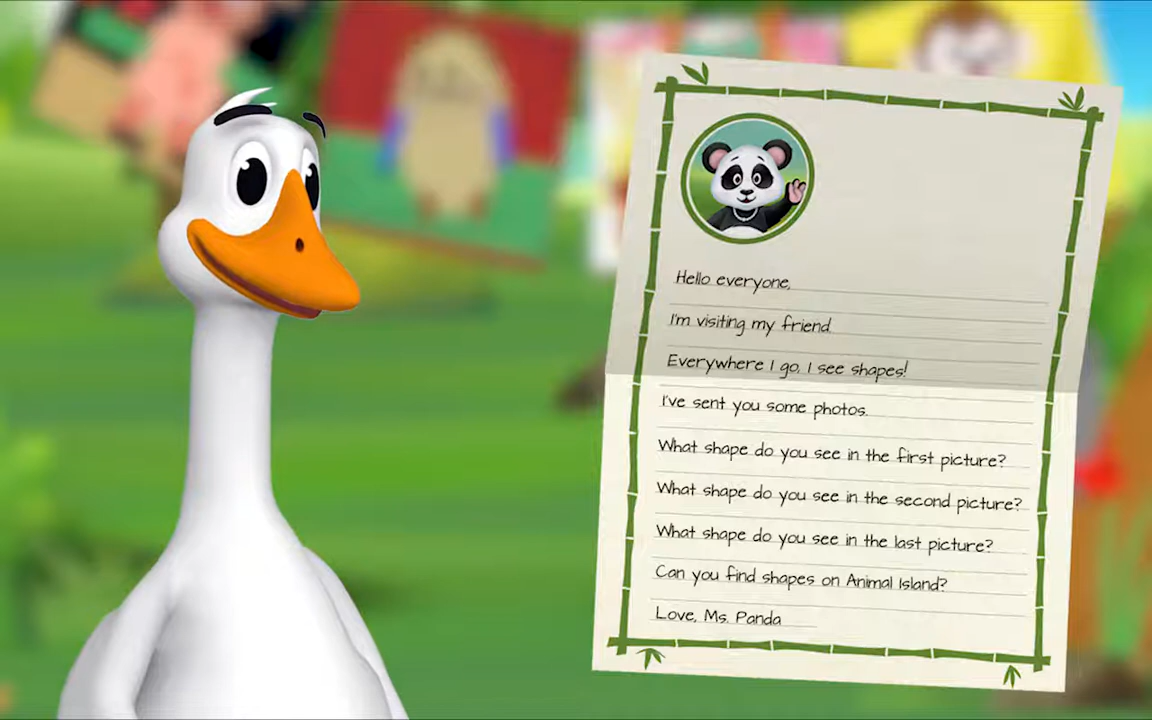 Hello everyone,
I'm visiting my friend.
Everywhere I go, I see shapes!
I've sent you some photos.
What shape do you see in the first picture?
What shape do you see in the second picture?
What shape do you see in the last picture?
Can you find shapes on Animal Island?
Love, Ms. Panda